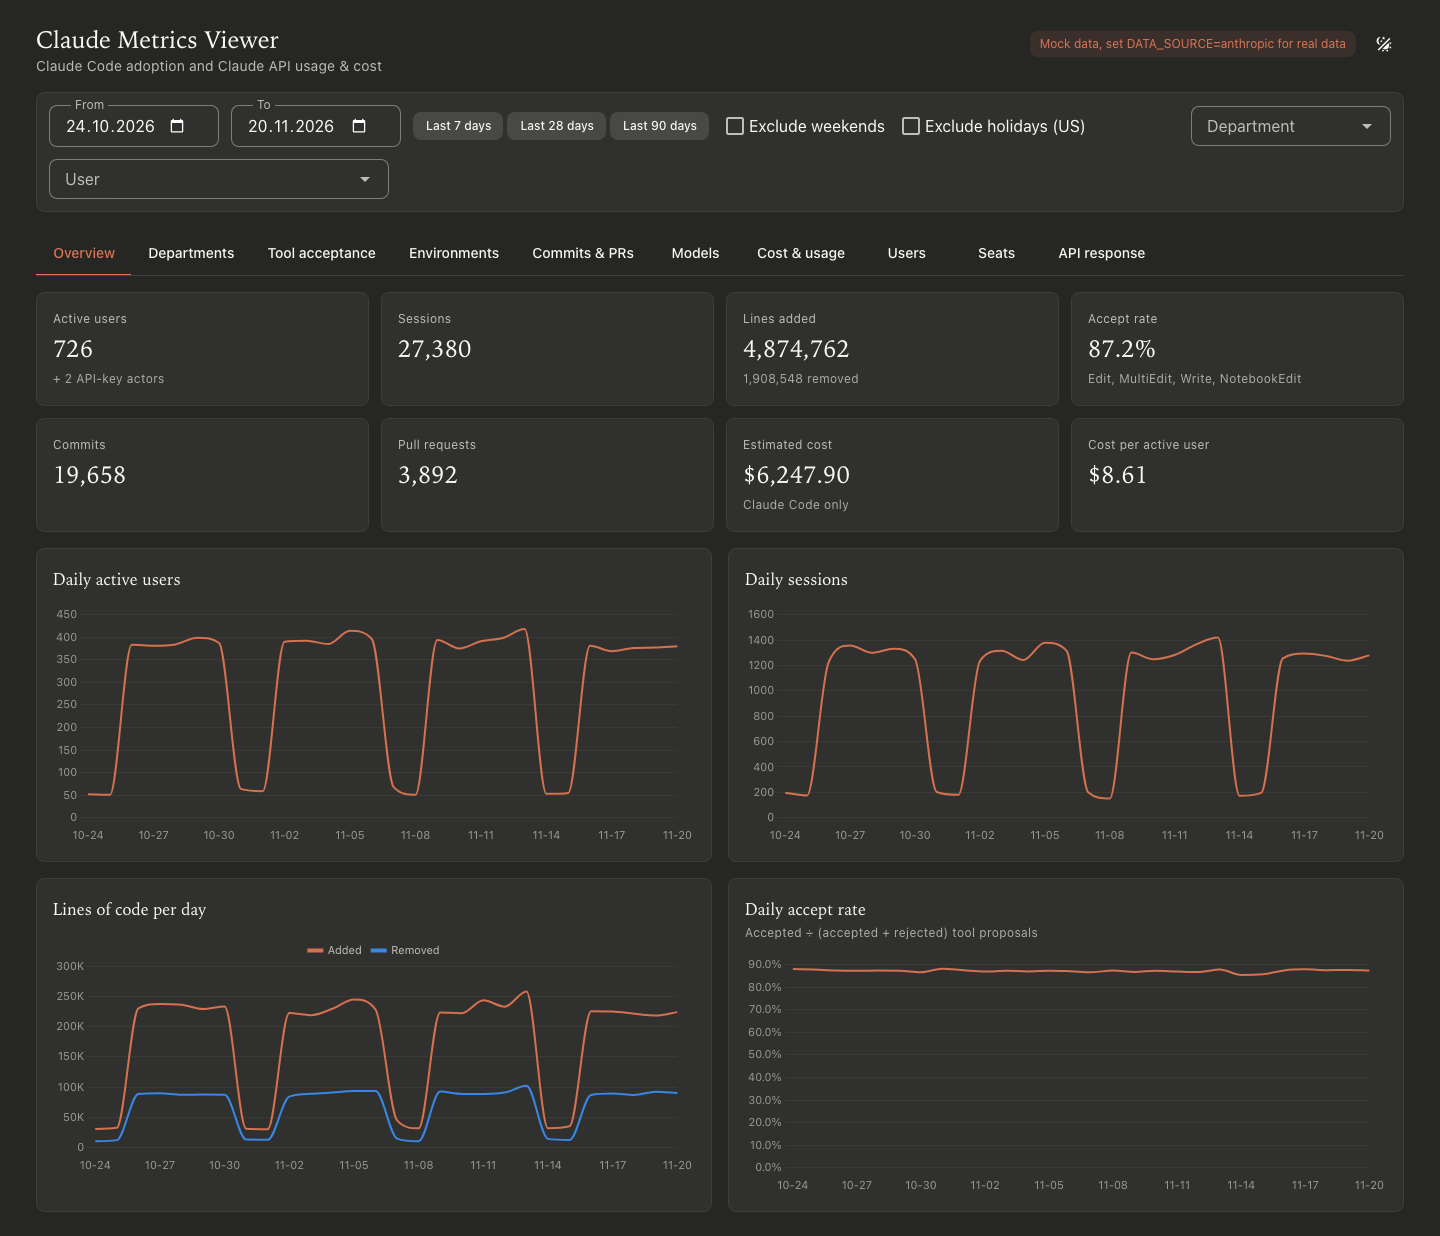 Claude Metrics Viewer
Claude Code adoption and Claude API usage & cost
Mock data, set DATA_SOURCE=anthropic for real data
From
24.10.2026
To
20.11.2026
Last 7 days
Last 28 days
Last 90 days
Exclude weekends
Exclude holidays (US)
Department
User
Overview
Departments
Tool acceptance
Environments
Commits & PRs
Models
Cost & usage
Users
Seats
API response
Active users
726
+ 2 API-key actors
Sessions
27,380
Lines added
4,874,762
1,908,548 removed
Accept rate
87.2%
Edit, MultiEdit, Write, NotebookEdit
Commits
19,658
Pull requests
3,892
Estimated cost
$6,247.90
Claude Code only
Cost per active user
$8.61
Daily active users
450
400
350
300
250
200
150
100
50
0
10-24 10-27 10-30 11-02 11-05 11-08 11-11 11-14 11-17 11-20
Daily sessions
1600
1400
1200
1000
800
600
400
200
0
10-24 10-27 10-30 11-02 11-05 11-08 11-11 11-14 11-17 11-20
Lines of code per day
Added Removed
300K
250K
200K
150K
100K
50K
0
10-24 10-27 10-30 11-02 11-05 11-08 11-11 11-14 11-17 11-20
Daily accept rate
Accepted ÷ (accepted + rejected) tool proposals
90.0%
80.0%
70.0%
60.0%
50.0%
40.0%
30.0%
20.0%
10.0%
0.0%
10-24 10-27 10-30 11-02 11-05 11-08 11-11 11-14 11-17 11-20